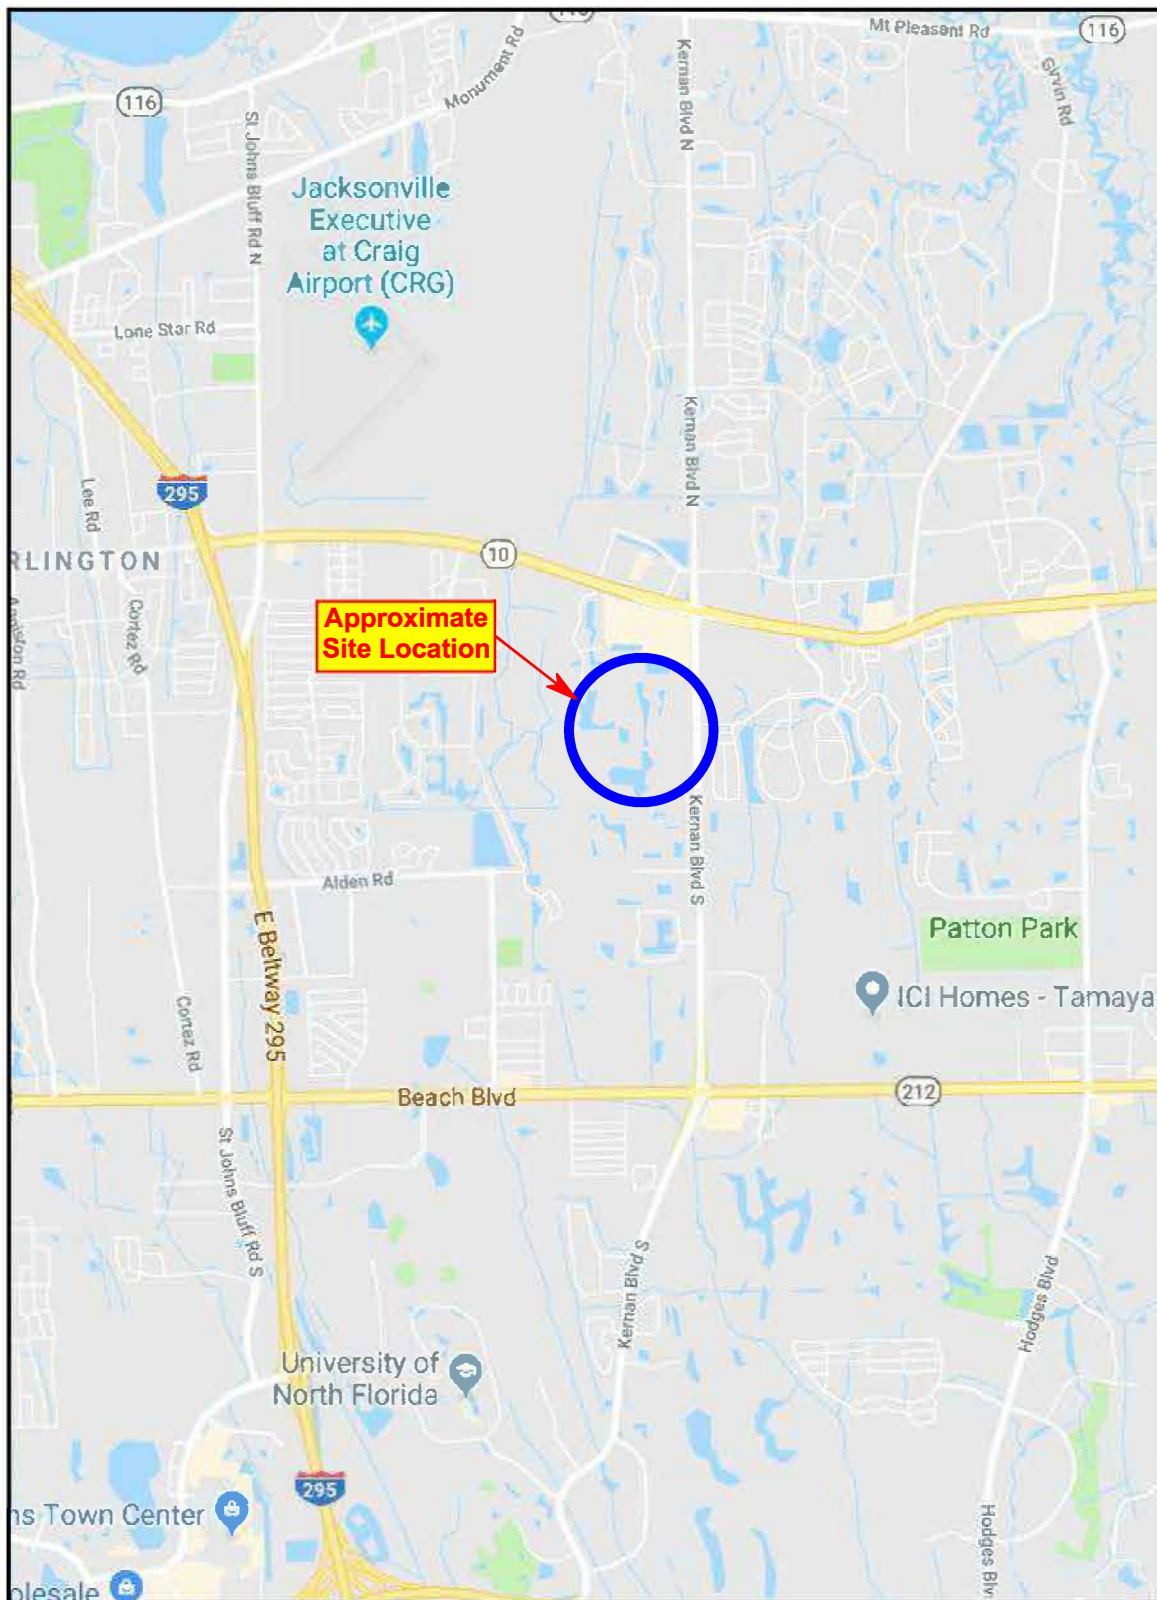 116
Mt Pleasant Rd
116
116
Monument Rd
Kernan Blvd N
St Johns Bluff Rd N
Jacksonville
Executive
at Craig
Airport (CRG)
Lone Star Rd
Kernan Blvd N
Lee Rd
295
10
RLINGTON
Cortez Rd
Approximate
Site Location
Kernan Blvd S
Alden Rd
Patton Park
E Beltway 295
ICI Homes - Tamaya
Cortez Rd
Beach Blvd
212
St Johns Bluff Rd S
Kernan Blvd S
Hodges Blvd
University of
North Florida
295
ns Town Center
Hodges Blv
olesale